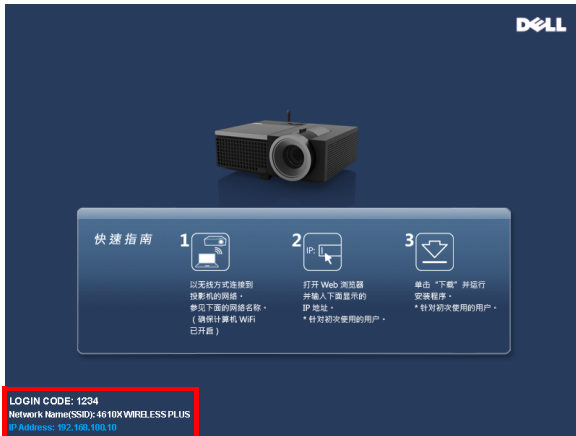 DELL
快速指南
1
2
IP:
3
以无线方式连接到
投影机的网络。
参见下面的网络名称。
( 确保计算机 WiFi
已开启 )
打开 Web 浏览器
并输入下面显示的
IP 地址。
* 针对初次使用的用户。
单击 “下载” 并运行
安装程序。
* 针对初次使用的用户。
LOGIN CODE: 1234
Network Name(SSID): 4610X WIRELESS PLUS
IP Address: 192.168.100.10